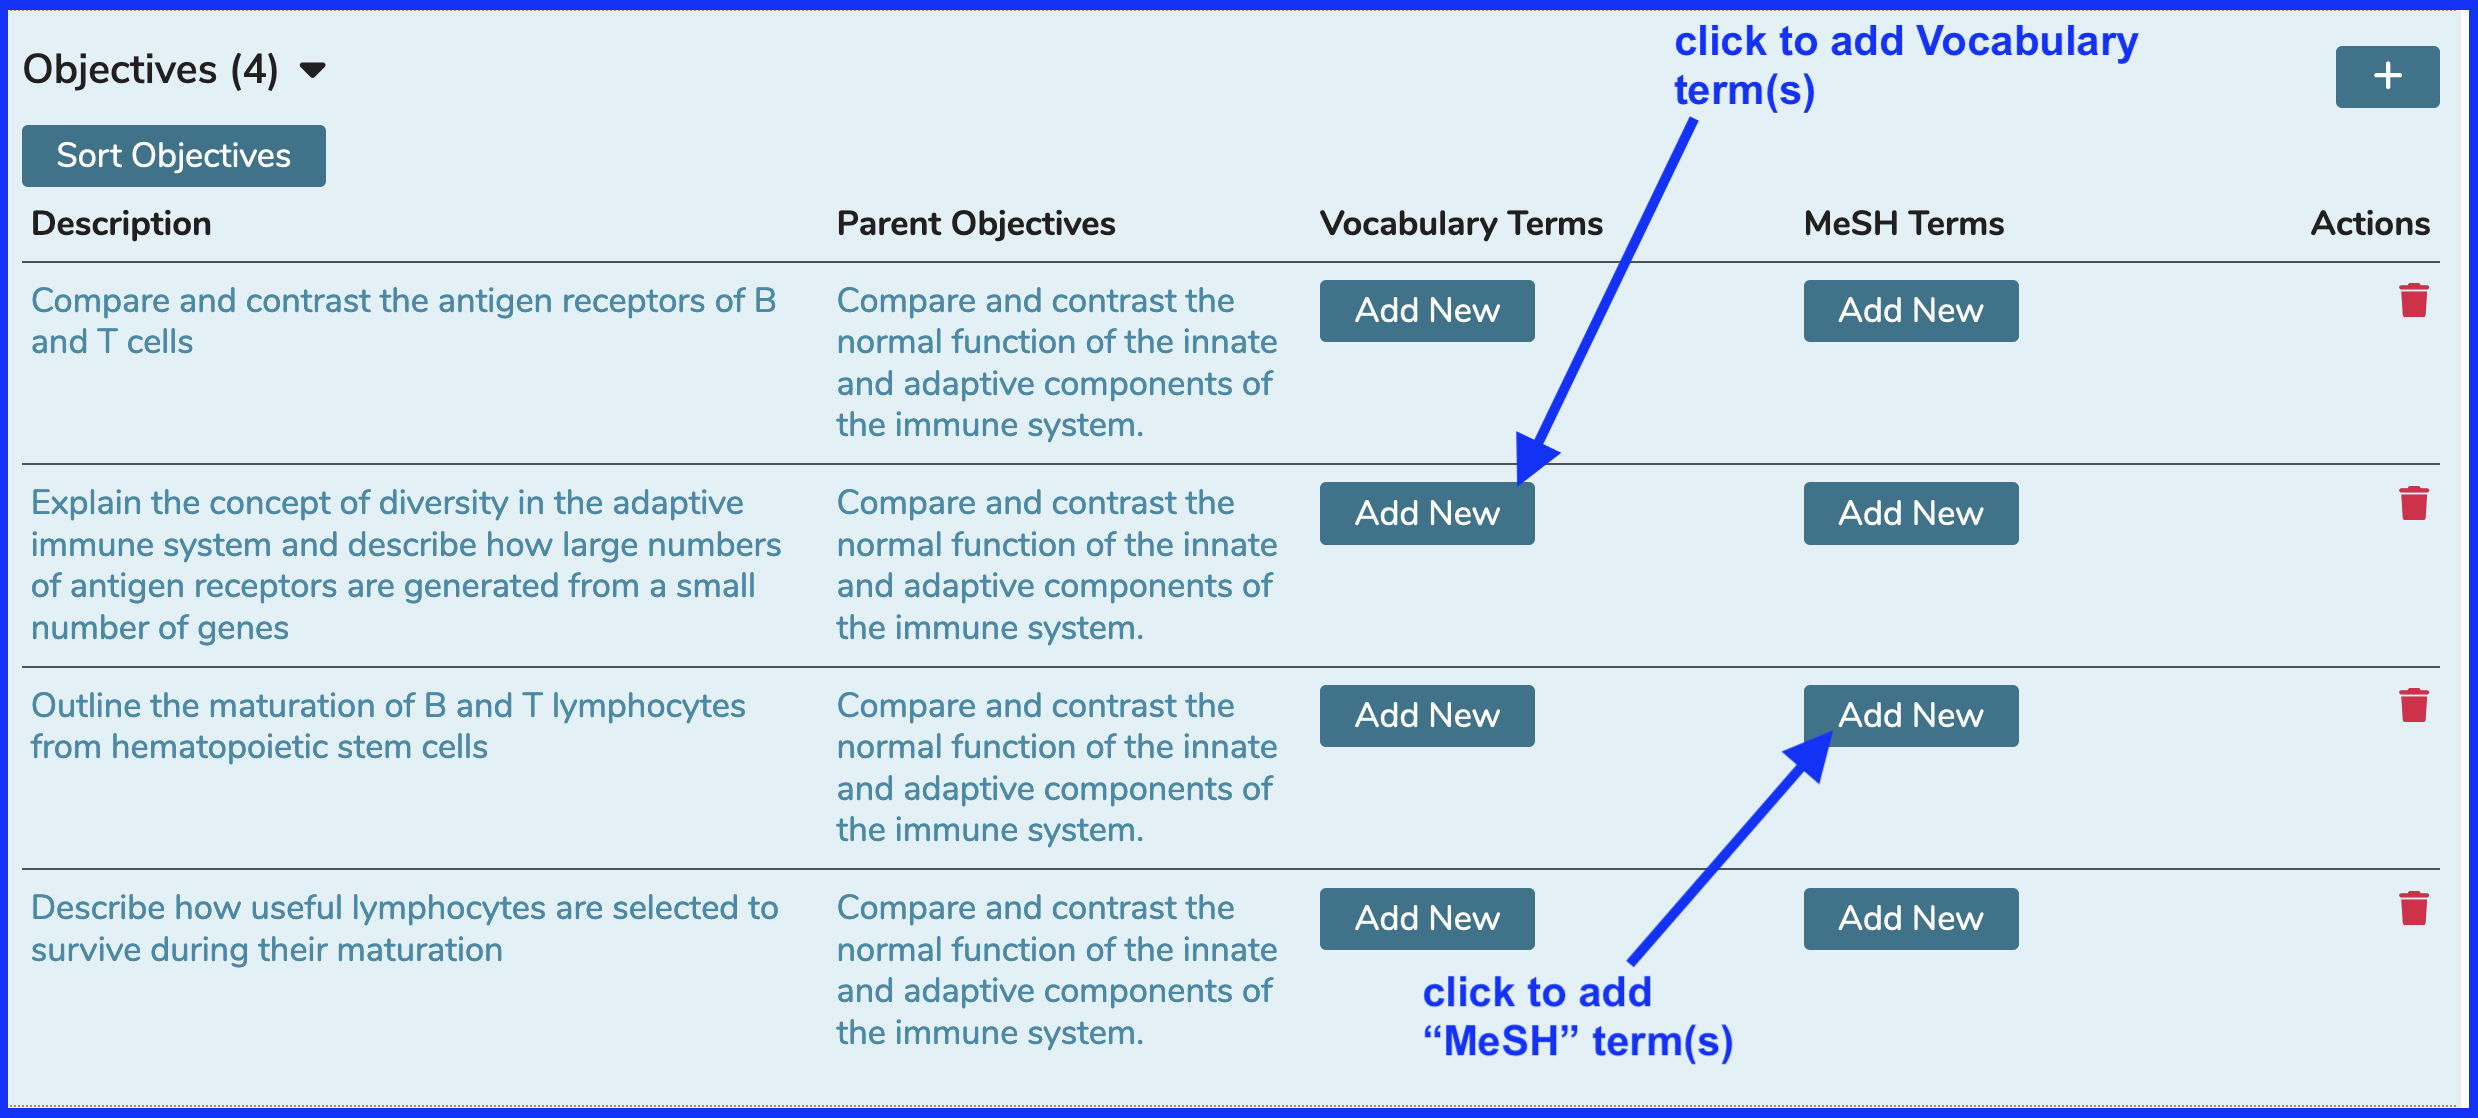 click to add Vocabulary
term(s)
Objectives (4)
+
Sort Objectives
Description Parent Objectives Vocabulary Terms MeSH Terms Actions
Compare and contrast the antigen receptors of B
and T cells
Compare and contrast the
normal function of the innate
and adaptive components of
the immune system.
Add New
Add New
Explain the concept of diversity in the adaptive
immune system and describe how large numbers
of antigen receptors are generated from a small
number of genes
Compare and contrast the
normal function of the innate
and adaptive components of
the immune system.
Add New
Add New
Outline the maturation of B and T lymphocytes
from hematopoietic stem cells
Compare and contrast the
normal function of the innate
and adaptive components of
the immune system.
Add New
Add New
Describe how useful lymphocytes are selected to
survive during their maturation
Compare and contrast the
normal function of the innate
and adaptive components of
the immune system.
Add New
Add New
click to add
“MeSH” term(s)